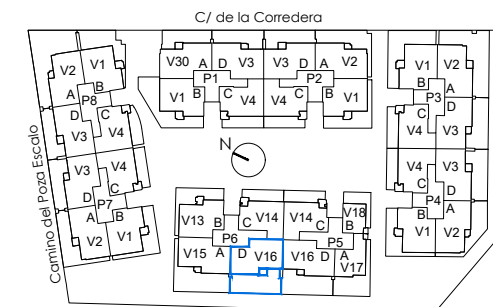 C/ de la Corredera
V30 A D V3 V3 D A V2
P1 P2
V1 B C V4 V4 C B V1
V2 V1
A B
P8
D C
V3 V4
V3 V4
D C
P7
A B
V2 V1
V1 V2
B A
P3
C D
V4 V3
V4 V3
C D
P4
B A
V1 V2
Camino del Poza Escalo
N
V13 B C V14 V14 C B V18
P6 P5
V15 A D V16 V16 D A V17